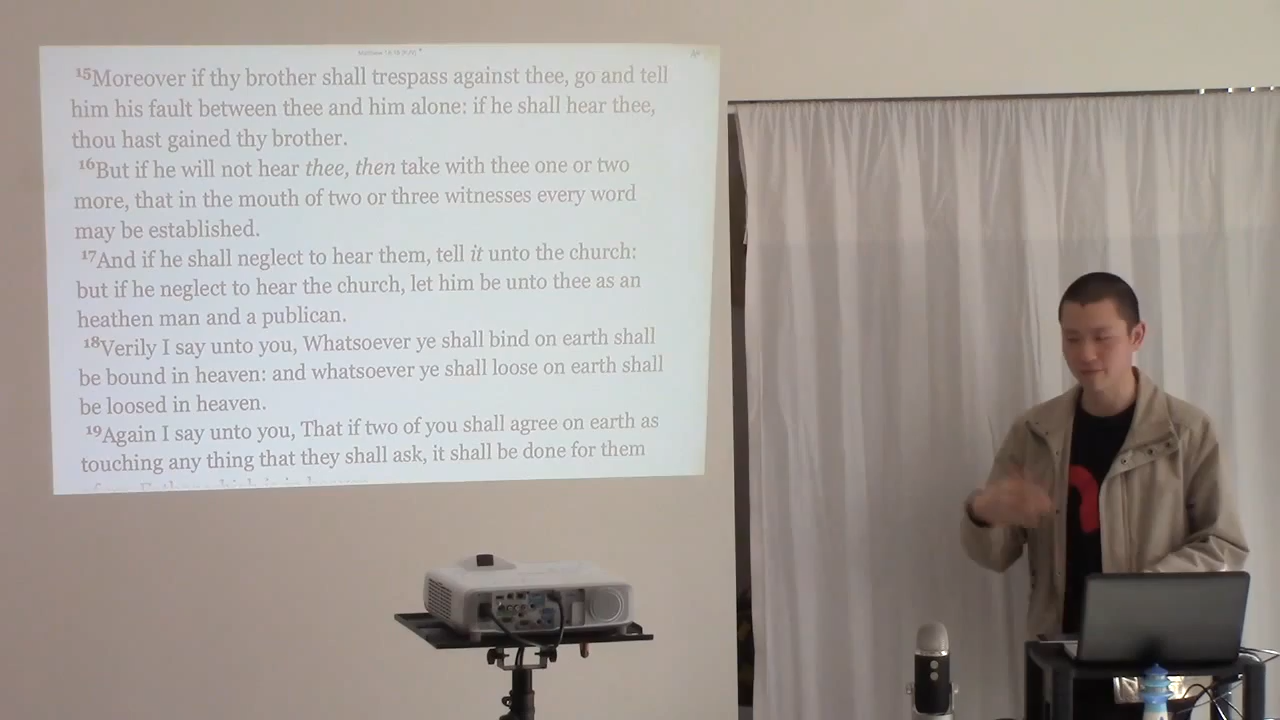 Matthew 18:15 (KJV)
15Moreover if thy brother shall trespass against thee, go and tell
him his fault between thee and him alone: if he shall hear thee,
thou hast gained thy brother.
16But if he will not hear thee, then take with thee one or two
more, that in the mouth of two or three witnesses every word
may be established.
17And if he shall neglect to hear them, tell it unto the church:
but if he neglect to hear the church, let him be unto thee as an
heathen man and a publican.
18Verily I say unto you, Whatsoever ye shall bind on earth shall
be bound in heaven: and whatsoever ye shall loose on earth shall
be loosed in heaven.
19Again I say unto you, That if two of you shall agree on earth as
touching any thing that they shall ask, it shall be done for them